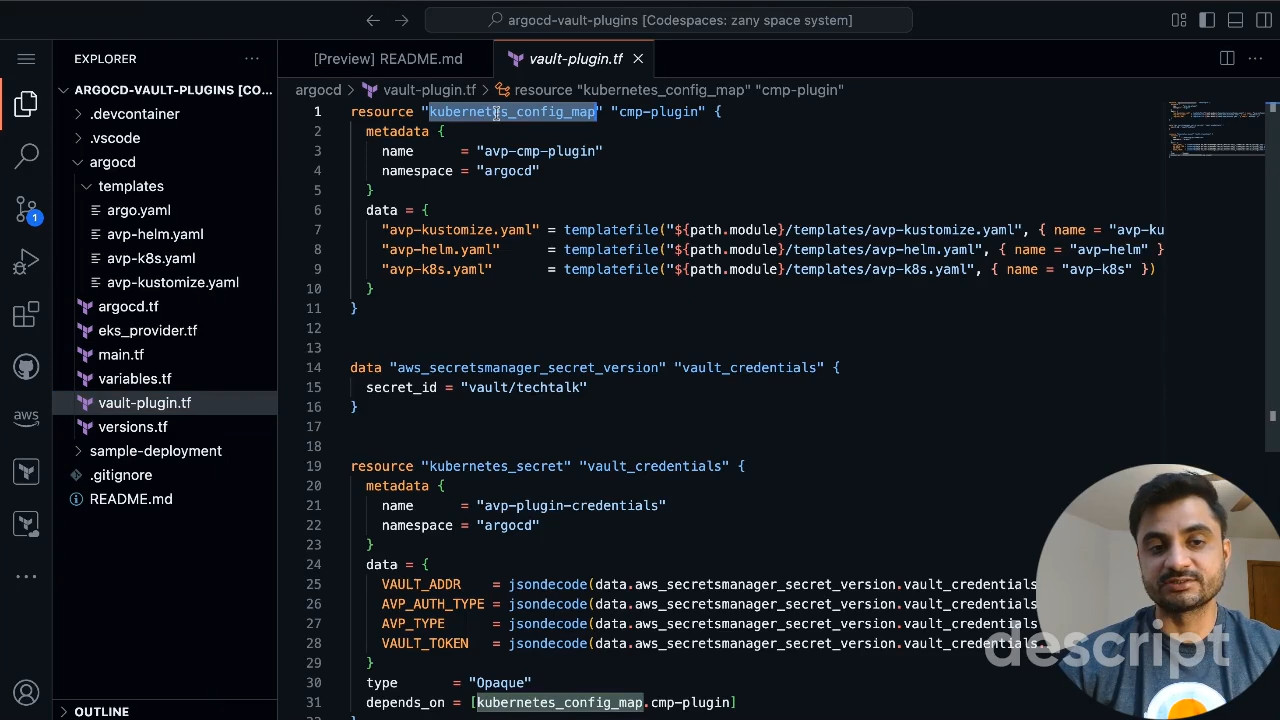 argocd-vault-plugins [Codespaces: zany space system]
EXPLORER
[Preview] README.md
vault-plugin.tf
ARGOCD-VAULT-PLUGINS [CO...
argocd > vault-plugin.tf > resource "kubernetes_config_map" "cmp-plugin"
.devcontainer
.vscode
argocd
templates
argo.yaml
avp-helm.yaml
avp-k8s.yaml
avp-kustomize.yaml
argocd.tf
eks_provider.tf
main.tf
variables.tf
vault-plugin.tf
versions.tf
sample-deployment
.gitignore
README.md
OUTLINE
1
aws
1 resource "kubernetes_config_map" "cmp-plugin" {
2 metadata {
3 name = "avp-cmp-plugin"
4 namespace = "argocd"
5 }
6 data = {
7 "avp-kustomize.yaml" = templatefile("${path.module}/templates/avp-kustomize.yaml", { name = "avp-ku
8 "avp-helm.yaml" = templatefile("${path.module}/templates/avp-helm.yaml", { name = "avp-helm" }
9 "avp-k8s.yaml" = templatefile("${path.module}/templates/avp-k8s.yaml", { name = "avp-k8s" })
10 }
11 }
12
13
14 data "aws_secretsmanager_secret_version" "vault_credentials" {
15 secret_id = "vault/techtalk"
16 }
17
18
19 resource "kubernetes_secret" "vault_credentials" {
20 metadata {
21 name = "avp-plugin-credentials"
22 namespace = "argocd"
23 }
24 data = {
25 VAULT_ADDR = jsondecode(data.aws_secretsmanager_secret_version.vault_credentials
26 AVP_AUTH_TYPE = jsondecode(data.aws_secretsmanager_secret_version.vault_credentials
27 AVP_TYPE = jsondecode(data.aws_secretsmanager_secret_version.vault_credentials
28 VAULT_TOKEN = jsondecode(data.aws_secretsmanager_secret_version.vault_credentials.
29 }
30 type = "Opaque"
31 depends_on = [kubernetes_config_map.cmp-plugin]
descript